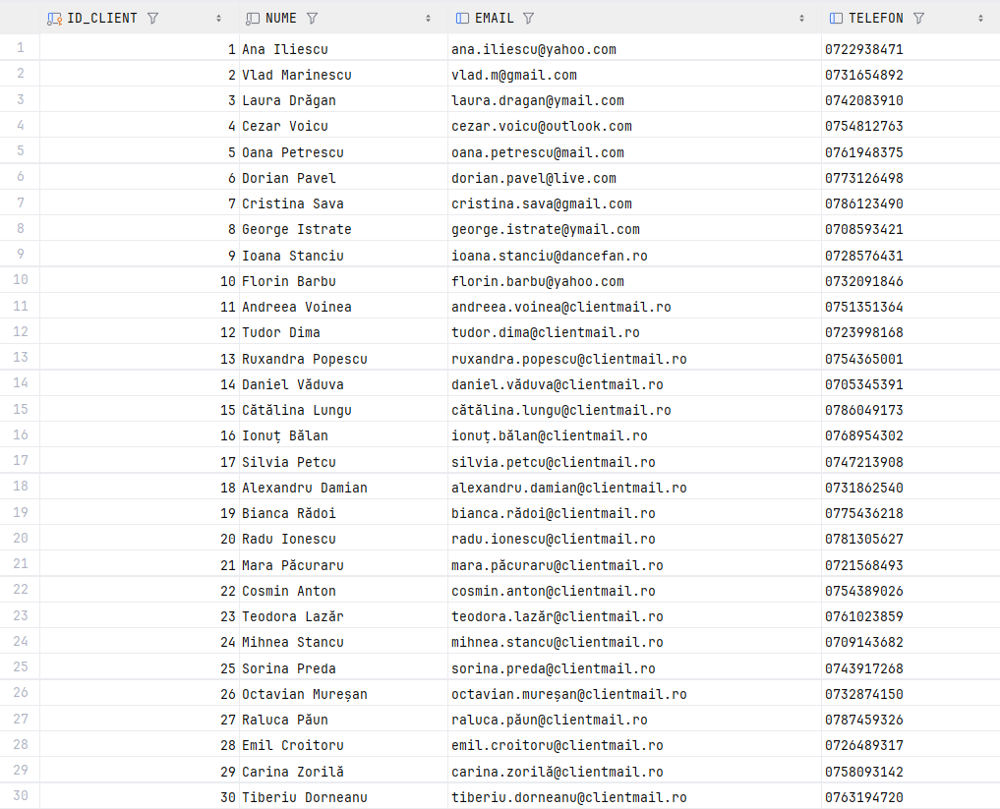 ID_CLIENT NUME EMAIL TELEFON
1 1 Ana Iliescu ana.iliescu@yahoo.com 0722938471
2 2 Vlad Marinescu vlad.m@gmail.com 0731654892
3 3 Laura Drăgan laura.dragan@ymail.com 0742083910
4 4 Cezar Voicu cezar.voicu@outlook.com 0754812763
5 5 Oana Petrescu oana.petrescu@mail.com 0761948375
6 6 Dorian Pavel dorian.pavel@live.com 0773126498
7 7 Cristina Sava cristina.sava@gmail.com 0786123490
8 8 George Istrate george.istrate@ymail.com 0708593421
9 9 Ioana Stanciu ioana.stanciu@dancefan.ro 0728576431
10 10 Florin Barbu florin.barbu@yahoo.com 0732091846
11 11 Andreea Voinea andreea.voinea@clientmail.ro 0751351364
12 12 Tudor Dima tudor.dima@clientmail.ro 0723998168
13 13 Ruxandra Popescu ruxandra.popescu@clientmail.ro 0754365001
14 14 Daniel Văduva daniel.văduva@clientmail.ro 0705345391
15 15 Cătălina Lungu cătălina.lungu@clientmail.ro 0786049173
16 16 Ionuț Bălan ionuț.bălan@clientmail.ro 0768954302
17 17 Silvia Petcu silvia.petcu@clientmail.ro 0747213908
18 18 Alexandru Damian alexandru.damian@clientmail.ro 0731862540
19 19 Bianca Rădoi bianca.rădoi@clientmail.ro 0775436218
20 20 Radu Ionescu radu.ionescu@clientmail.ro 0781305627
21 21 Mara Păcuraru mara.păcuraru@clientmail.ro 0721568493
22 22 Cosmin Anton cosmin.anton@clientmail.ro 0754389026
23 23 Teodora Lazăr teodora.lazăr@clientmail.ro 0761023859
24 24 Mihnea Stancu mihnea.stancu@clientmail.ro 0709143682
25 25 Sorina Preda sorina.preda@clientmail.ro 0743917268
26 26 Octavian Mureșan octavian.mureșan@clientmail.ro 0732874150
27 27 Raluca Păun raluca.păun@clientmail.ro 0787459326
28 28 Emil Croitoru emil.croitoru@clientmail.ro 0726489317
29 29 Carina Zorilă carina.zorilă@clientmail.ro 0758093142
30 30 Tiberiu Dorneanu tiberiu.dorneanu@clientmail.ro 0763194720